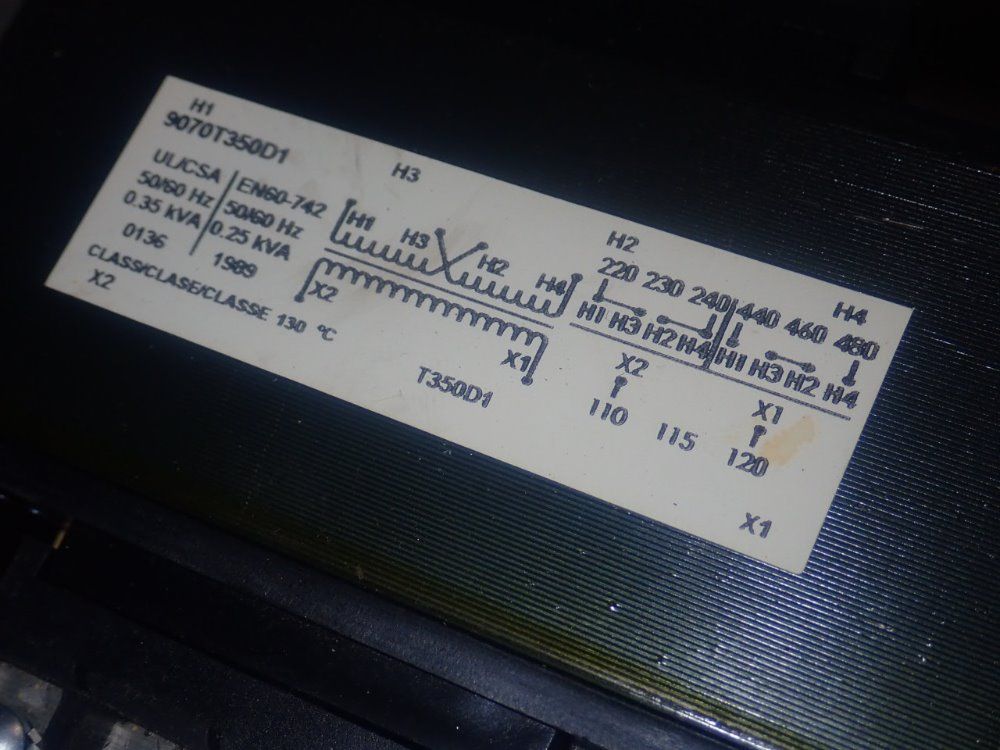 H1
H3
H2
H4
9070T350D1
UL/CSA
50/60 Hz
0.35 kVA
0136
EN60-742
50/60 Hz
0.25 kVA
1989
CLASS/CLASE/CLASSE 130 ºC
X2
H1 H3 H2 H4
X2 X1
T350D1
220 230 240 440 460 480
H1 H3 H2 H4 H1 H3 H2 H4
X2 X1
110 115 120
X1